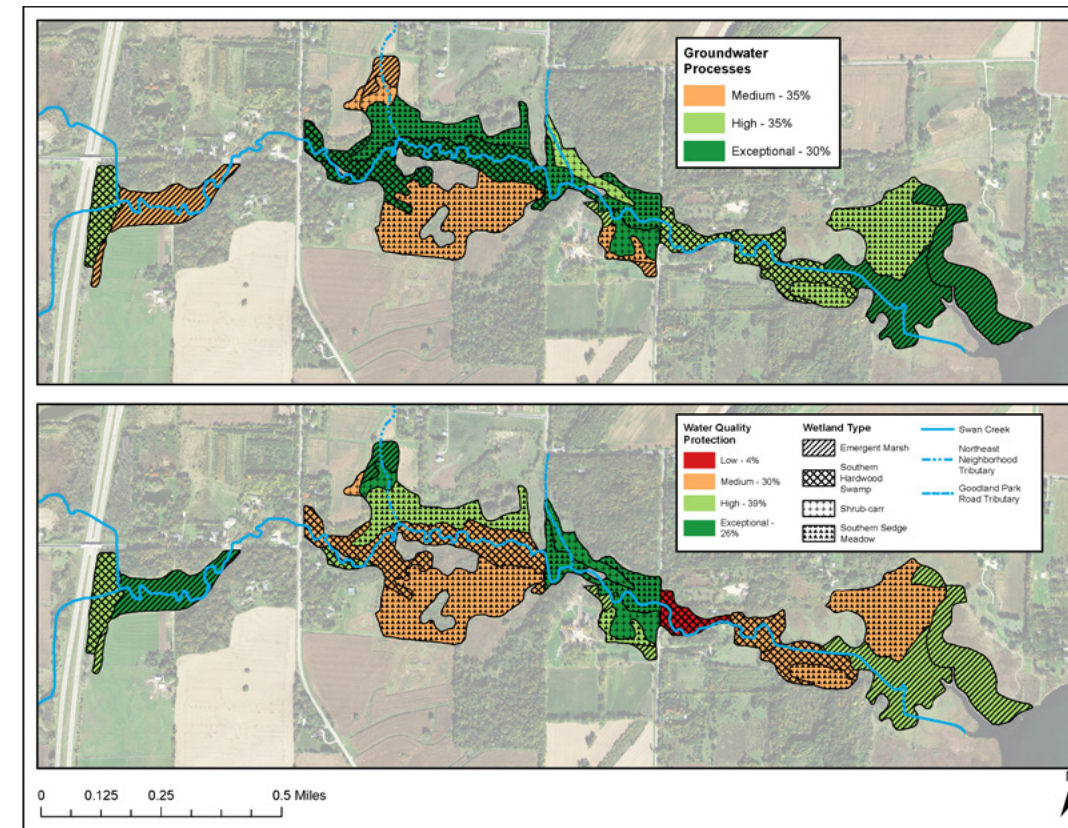 Groundwater
Processes
Medium - 35%
High - 35%
Exceptional - 30%
Water Quality
Protection
Low - 4%
Medium - 30%
High - 39%
Exceptional -
26%
Wetland Type
Emergent Marsh
Southern
Hardwood
Swamp
Shrub-carr
Southern Sedge
Meadow
Swan Creek
Northeast
Neighborhood
Tributary
Goodland Park
Road Tributary
0 0.125 0.25 0.5 Miles